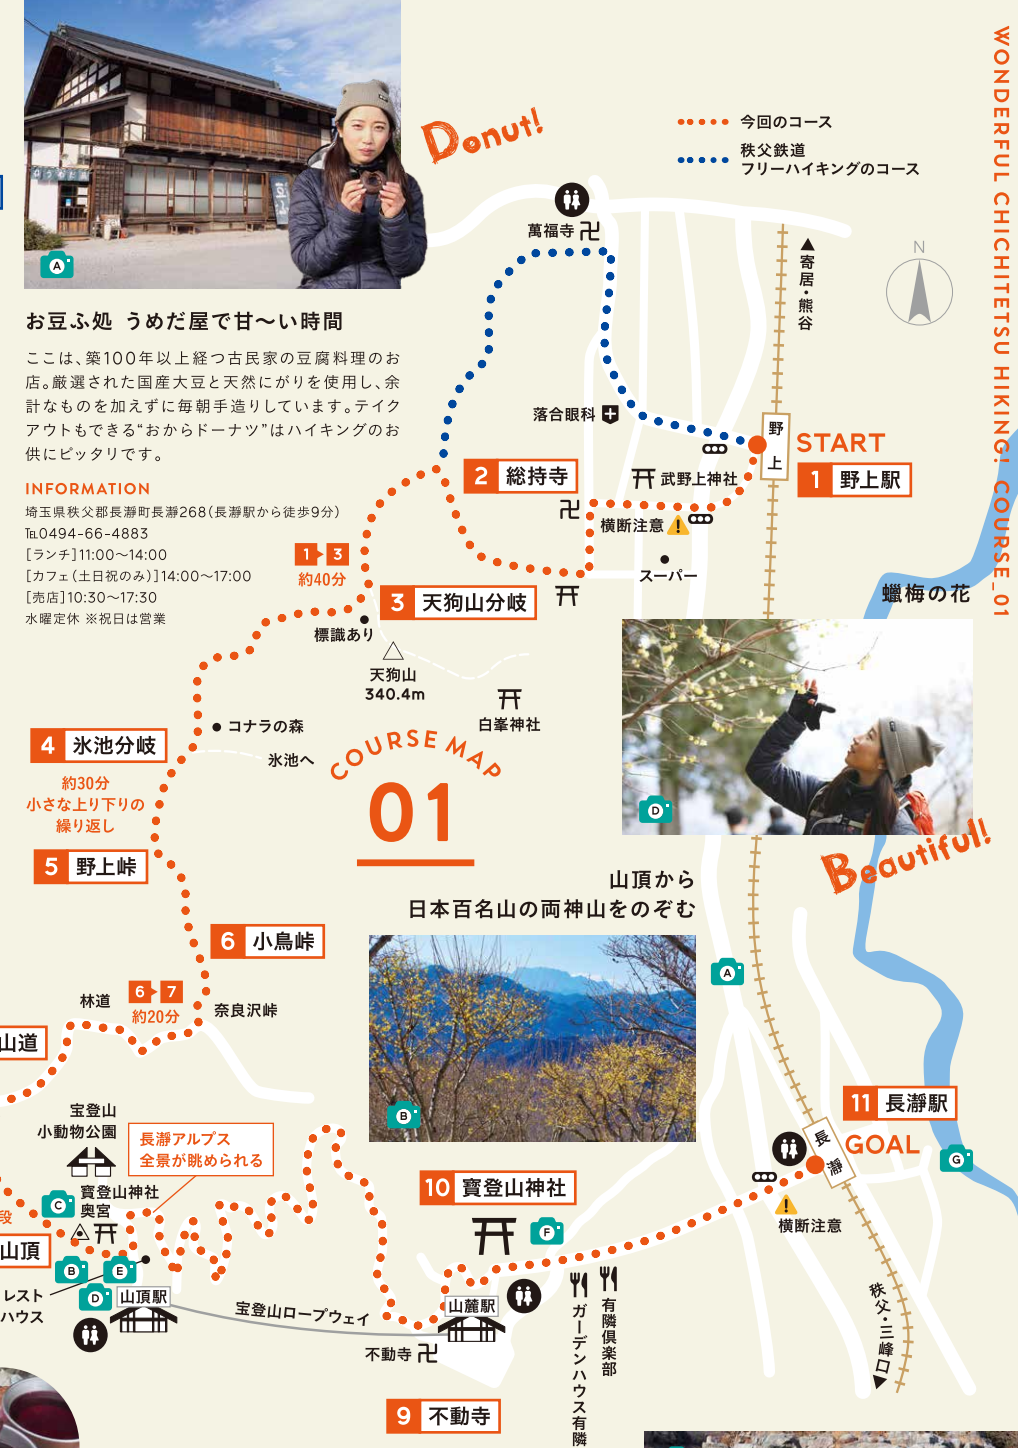 WONDERFUL CHICHITETSU HIKING! COURSE_01
Donut!
今回のコース
秩父鉄道
フリーハイキングのコース
A
お豆ふ処 うめだ屋で甘〜い時間
ここは、築100年以上経つ古民家の豆腐料理のお
店。厳選された国産大豆と天然にがりを使用し、余
計なものを加えずに毎朝手造りしています。テイク
アウトもできる“おからドーナツ”はハイキングのお
供にピッタリです。
INFORMATION
埼玉県秩父郡長瀞町長瀞268（長瀞駅から徒歩9分）
℡0494-66-4883
［ランチ］11:00〜14:00
［カフェ（土日祝のみ）］14:00〜17:00
［売店］10:30〜17:30
水曜定休 ※祝日は営業
萬福寺
N
▲寄居・熊谷
落合眼科
野上
START
1 野上駅
2 総持寺
武野上神社
横断注意
スーパー
1 3
約40分
3 天狗山分岐
標識あり
天狗山
340.4m
白峯神社
蠟梅の花
D
Beautiful!
コナラの森
氷池へ
4 氷池分岐
約30分
小さな上り下りの
繰り返し
5 野上峠
COURSE MAP
01
山頂から
日本百名山の両神山をのぞむ
B
A
6 小鳥峠
林道
6 7
約20分
奈良沢峠
山道
宝登山
小動物公園
長瀞アルプス
全景が眺められる
C
寳登山神社
奥宮
段
山頂
B
E
D
レスト
ハウス
山頂駅
宝登山ロープウェイ
山麓駅
不動寺
9 不動寺
10 寳登山神社
F
ガーデンハウス有隣
有隣倶楽部
11 長瀞駅
GOAL
長瀞
G
横断注意
秩父・三峰口▼